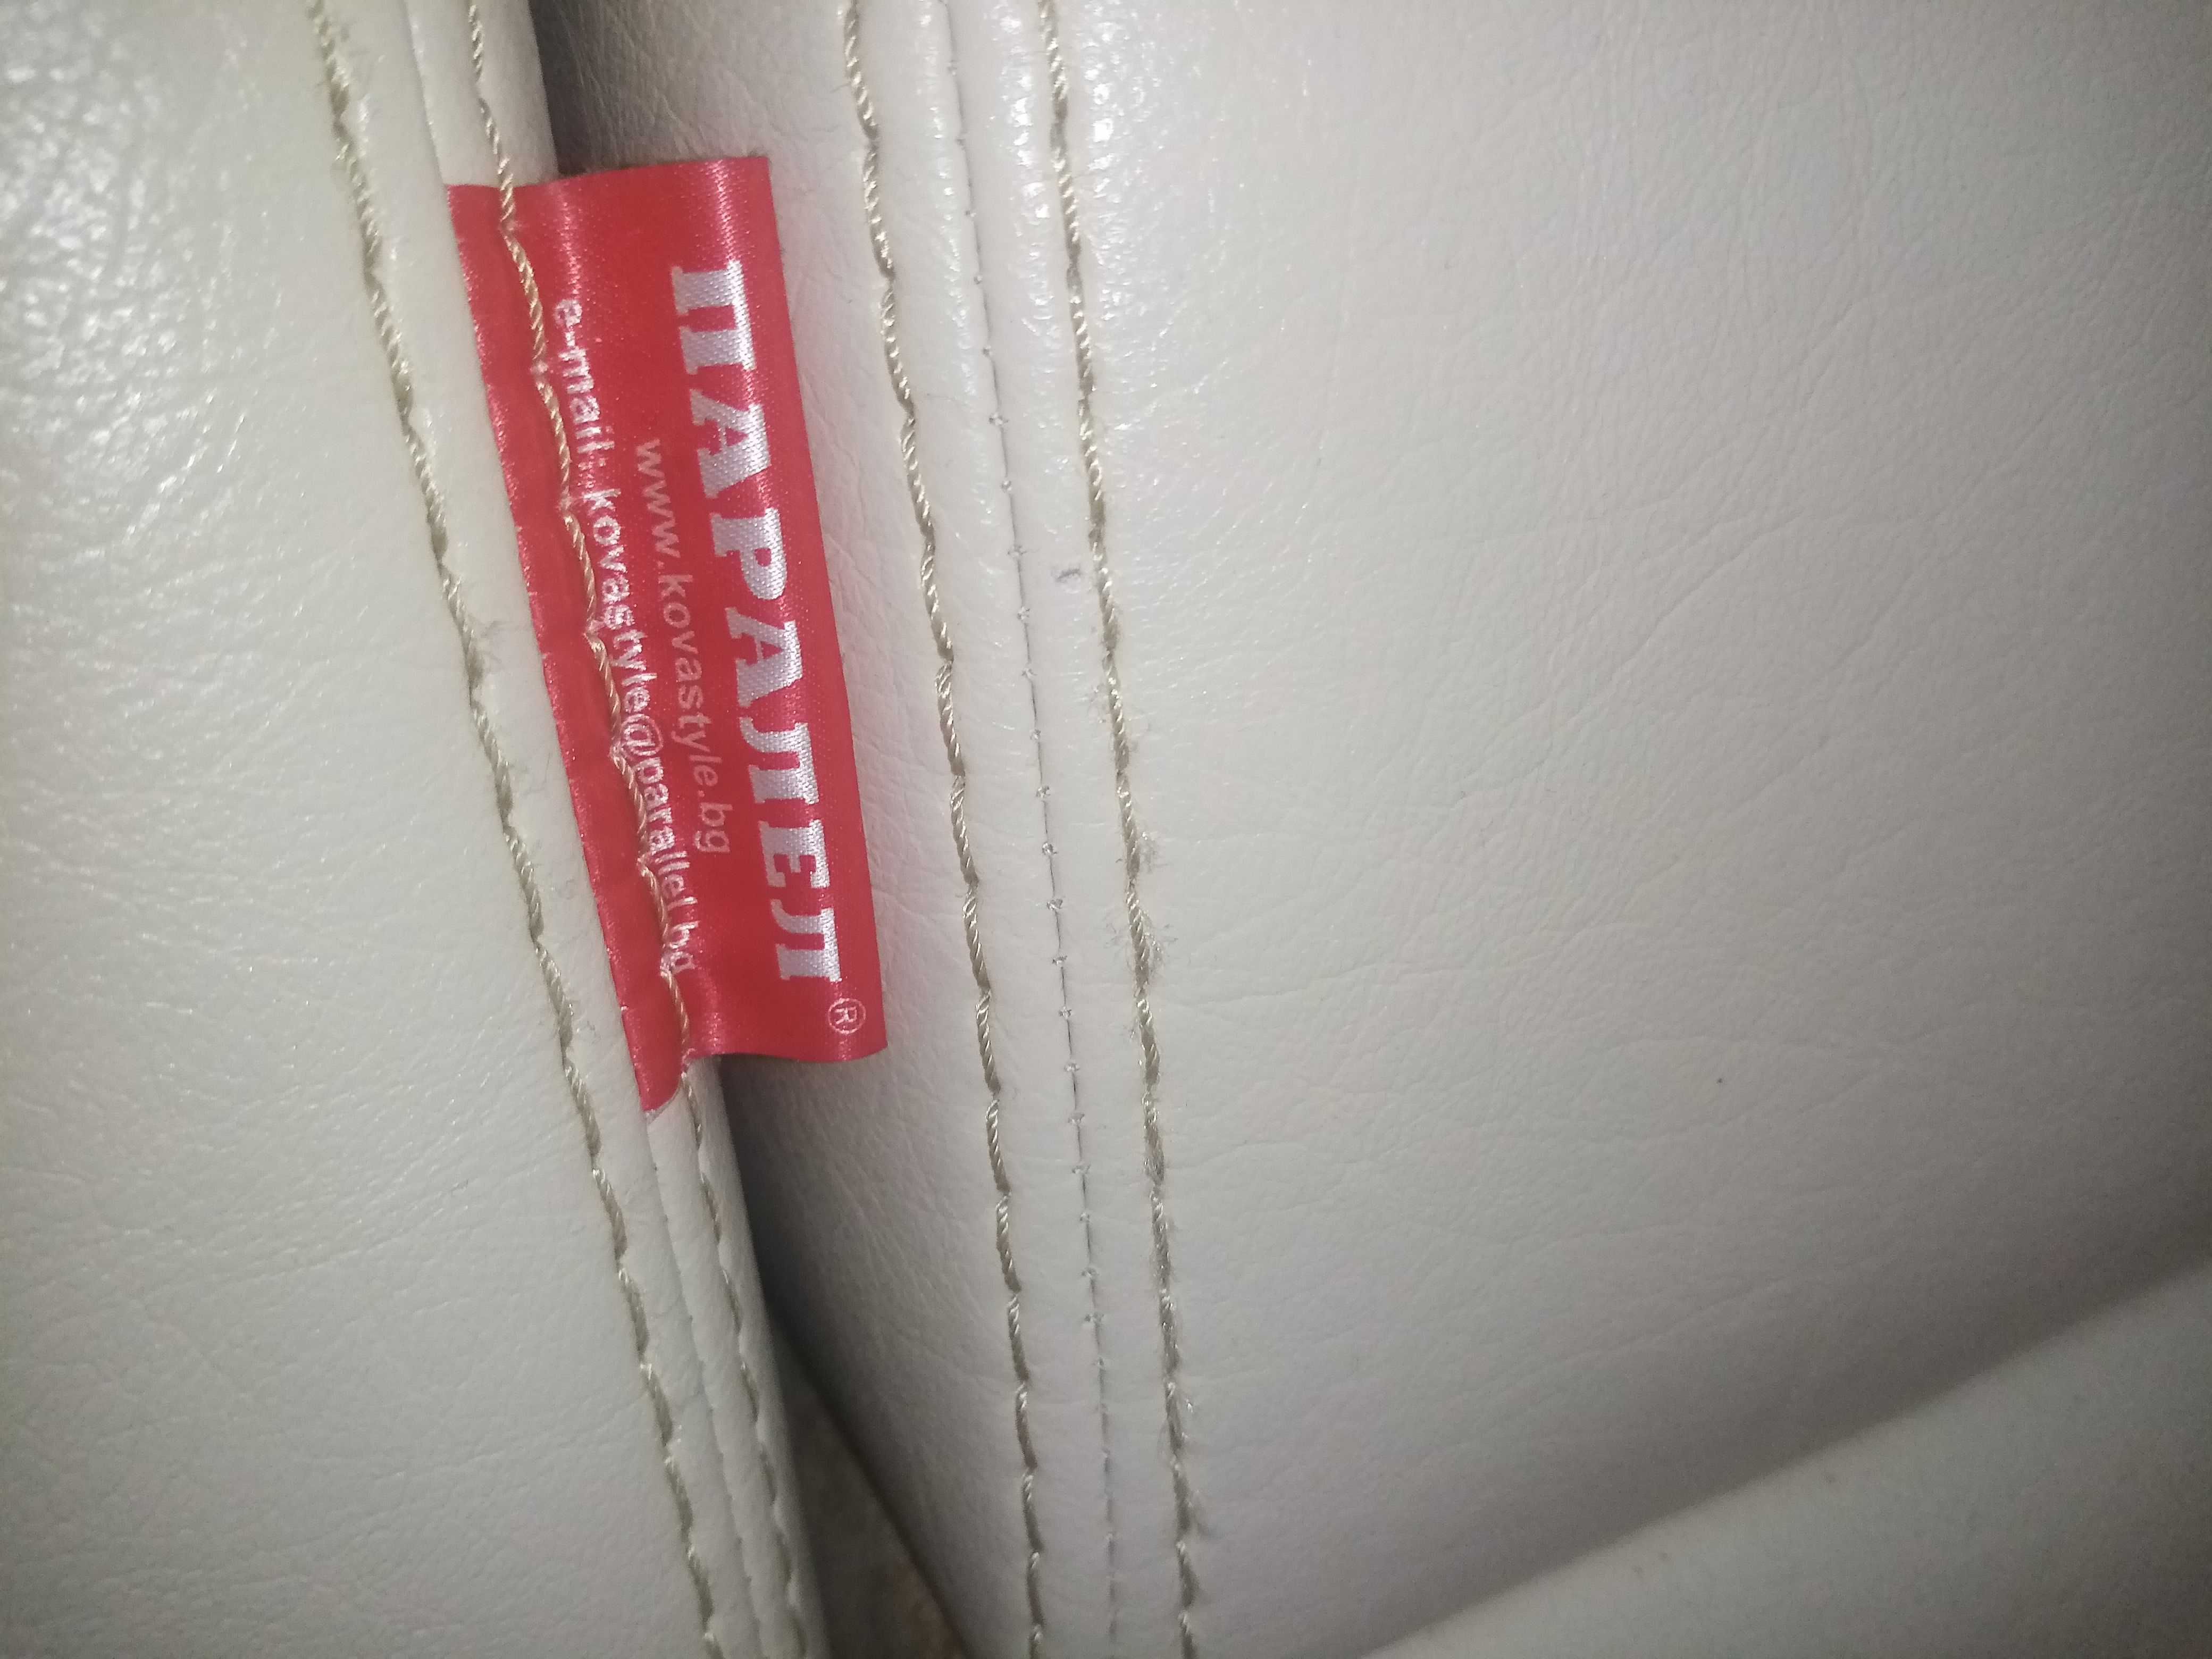 ПАРАЛЕЛ®
www.kovastyle.bg
e-mail: kovastyle@parallel.bg